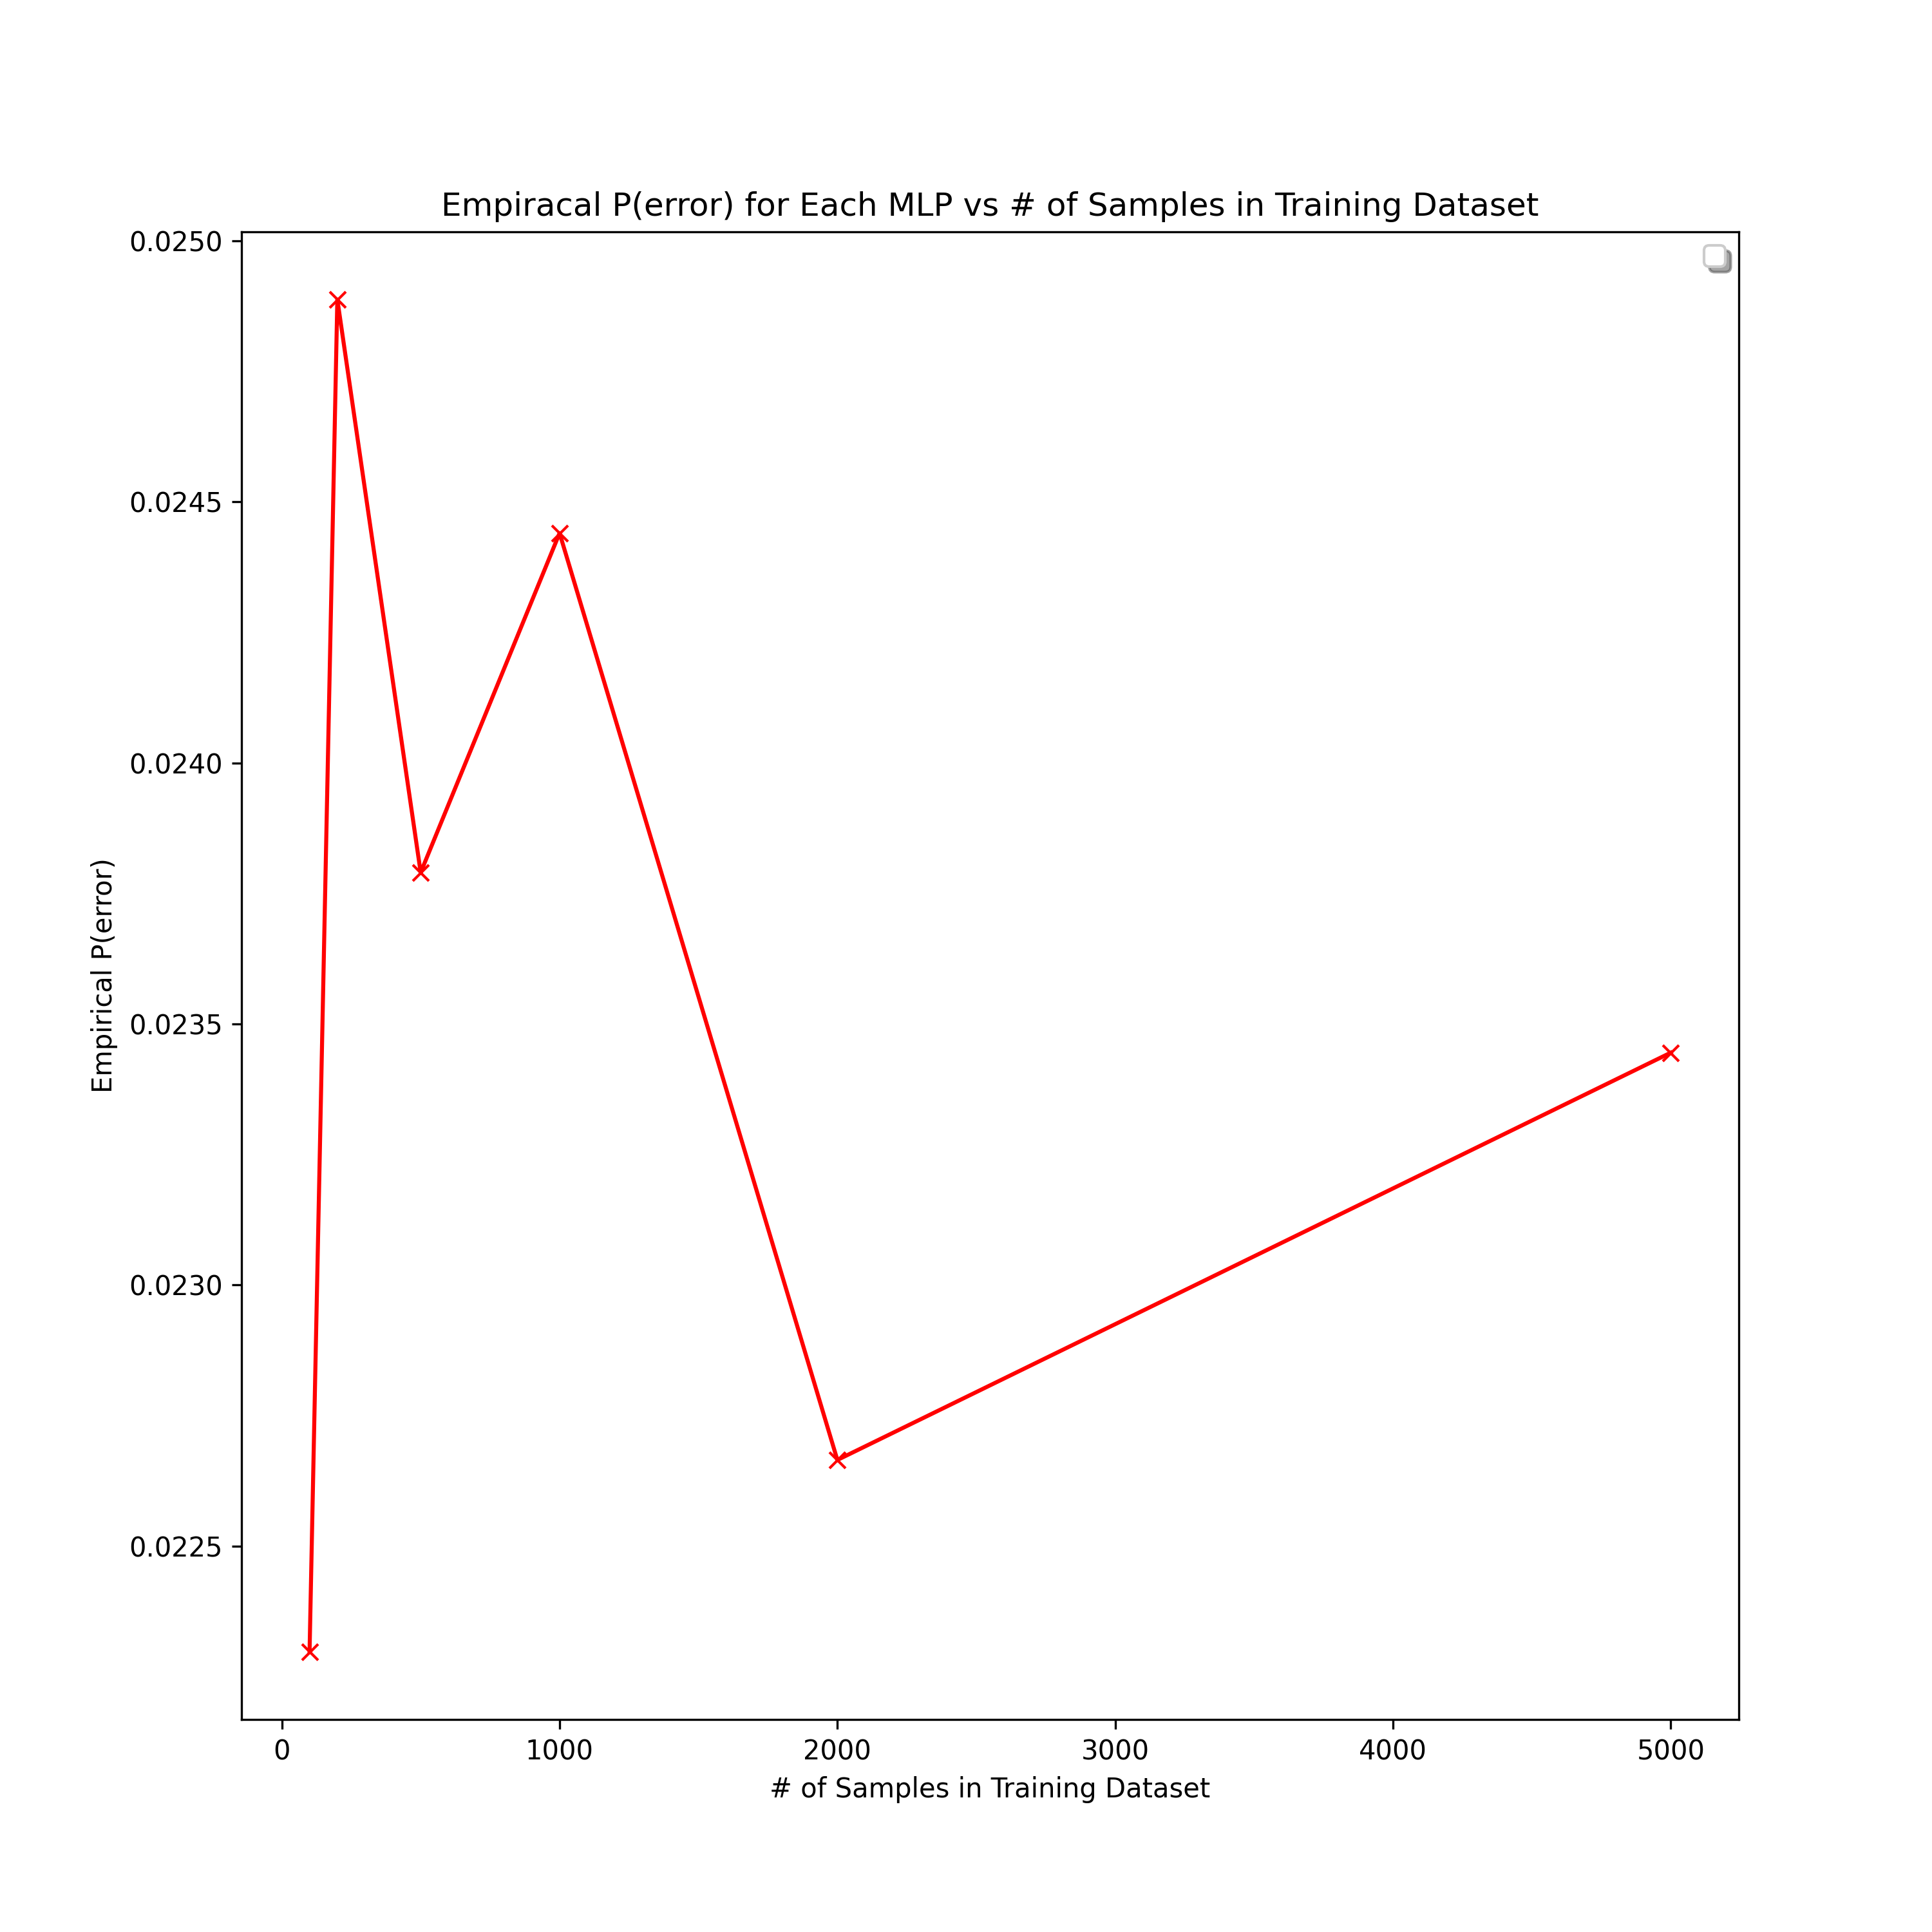 Empiracal P(error) for Each MLP vs # of Samples in Training Dataset
0.0250
0.0245
0.0240
0.0235
0.0230
0.0225
Empirical P(error)
0 1000 2000 3000 4000 5000
# of Samples in Training Dataset